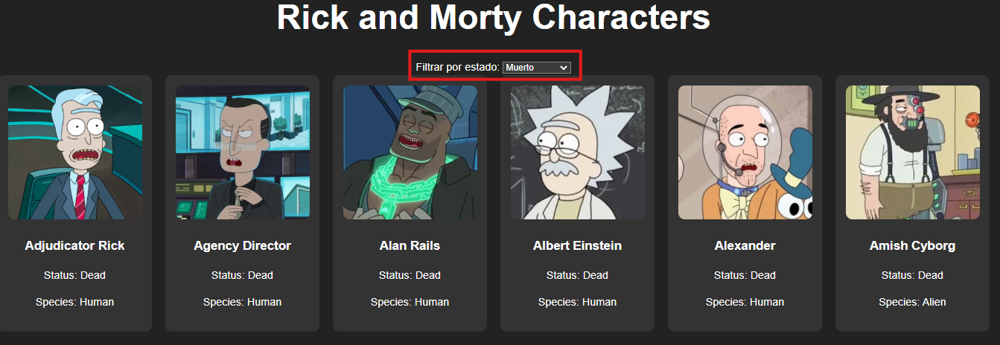 Rick and Morty Characters
Filtrar por estado: Muerto
Adjudicator Rick
Status: Dead
Species: Human
Agency Director
Status: Dead
Species: Human
Alan Rails
Status: Dead
Species: Human
Albert Einstein
Status: Dead
Species: Human
Alexander
Status: Dead
Species: Human
Amish Cyborg
Status: Dead
Species: Alien